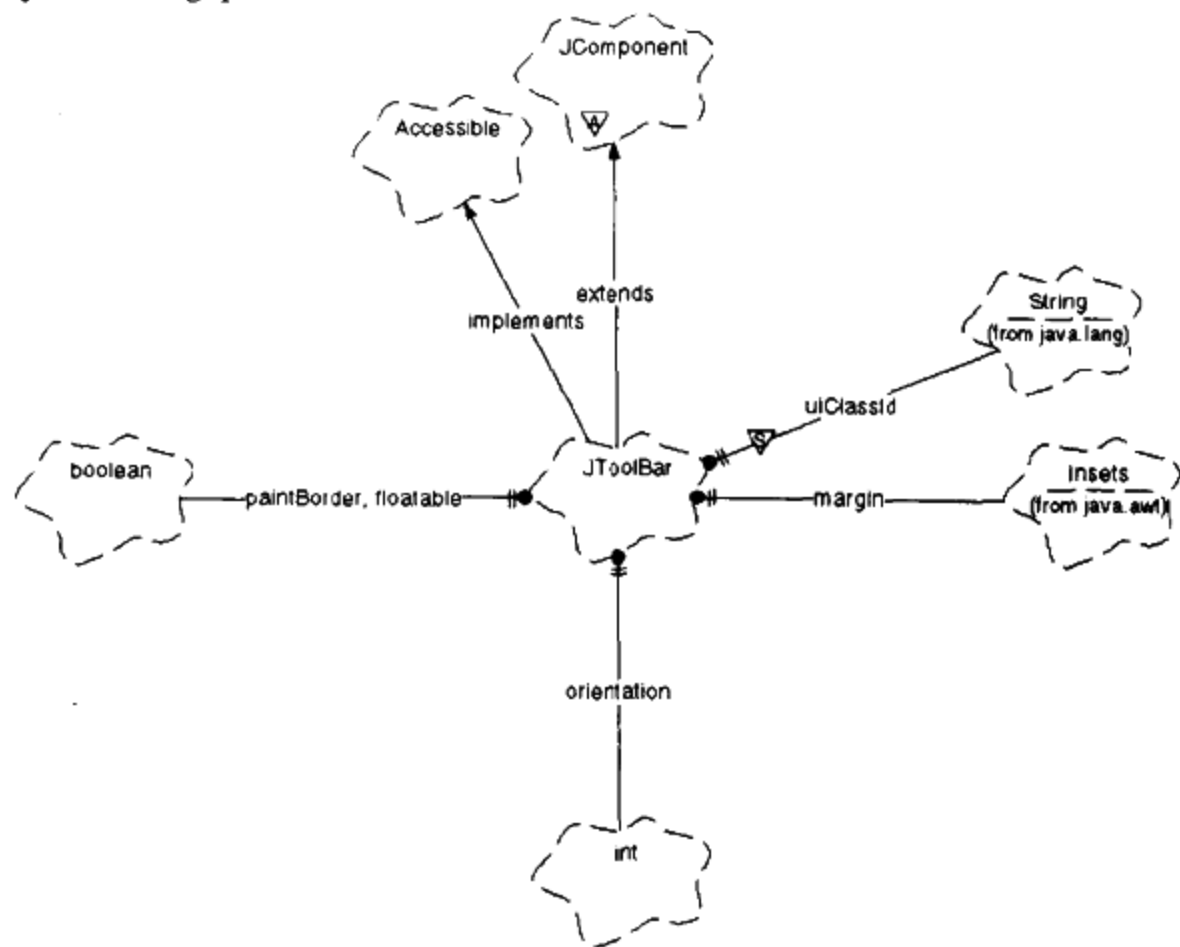 JComponent
A
Accessible
extends
implements
String
(from java.lang)
uiClassId
S
JToolBar
boolean
paintBorder, floatable
margin
Insets
(from java.awt)
orientation
int